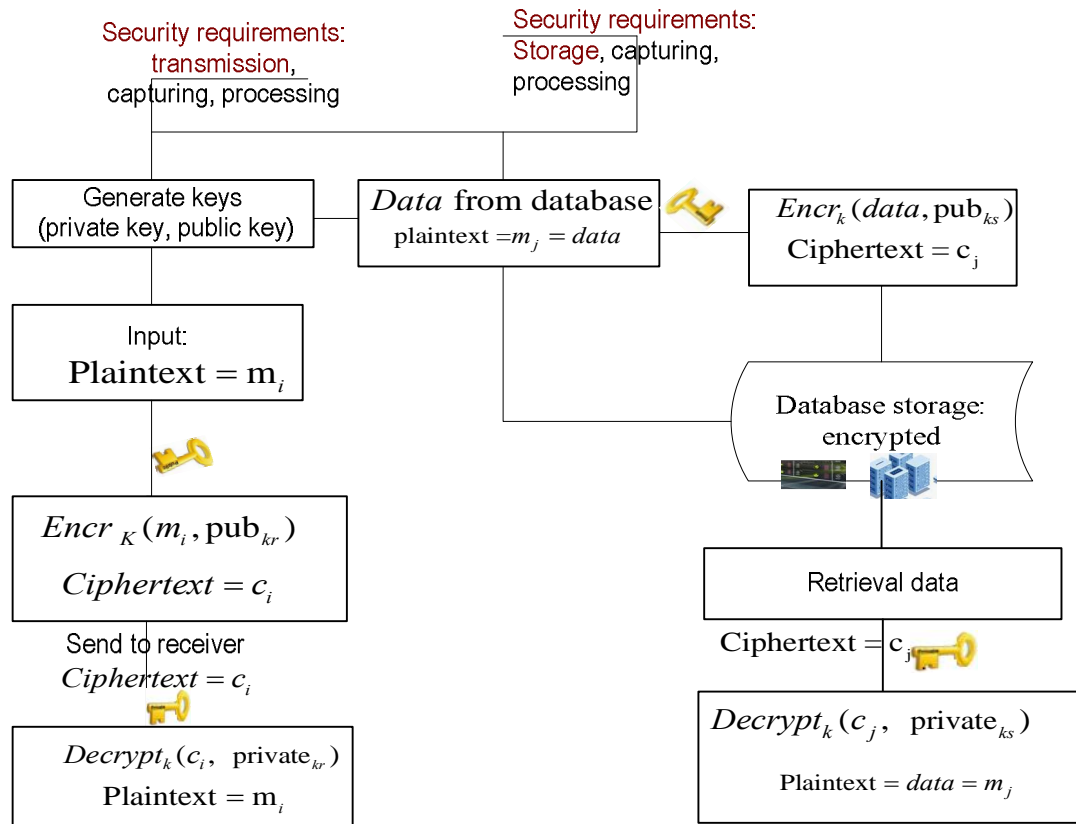 Security requirements:
transmission,
capturing, processing
Security requirements:
Storage, capturing,
processing
Generate keys
(private key, public key)
Data from database
plaintext =m_j = data
Encr_k(data, pub_ks)
Ciphertext = c_j
Input:
Plaintext = m_i
Database storage:
encrypted
Encr_K(m_i, pub_kr)
Ciphertext = c_i
Retrieval data
Send to receiver
Ciphertext = c_i
Ciphertext = c_j
Decrypt_k(c_i, private_kr)
Plaintext = m_i
Decrypt_k(c_j, private_ks)
Plaintext = data = m_j